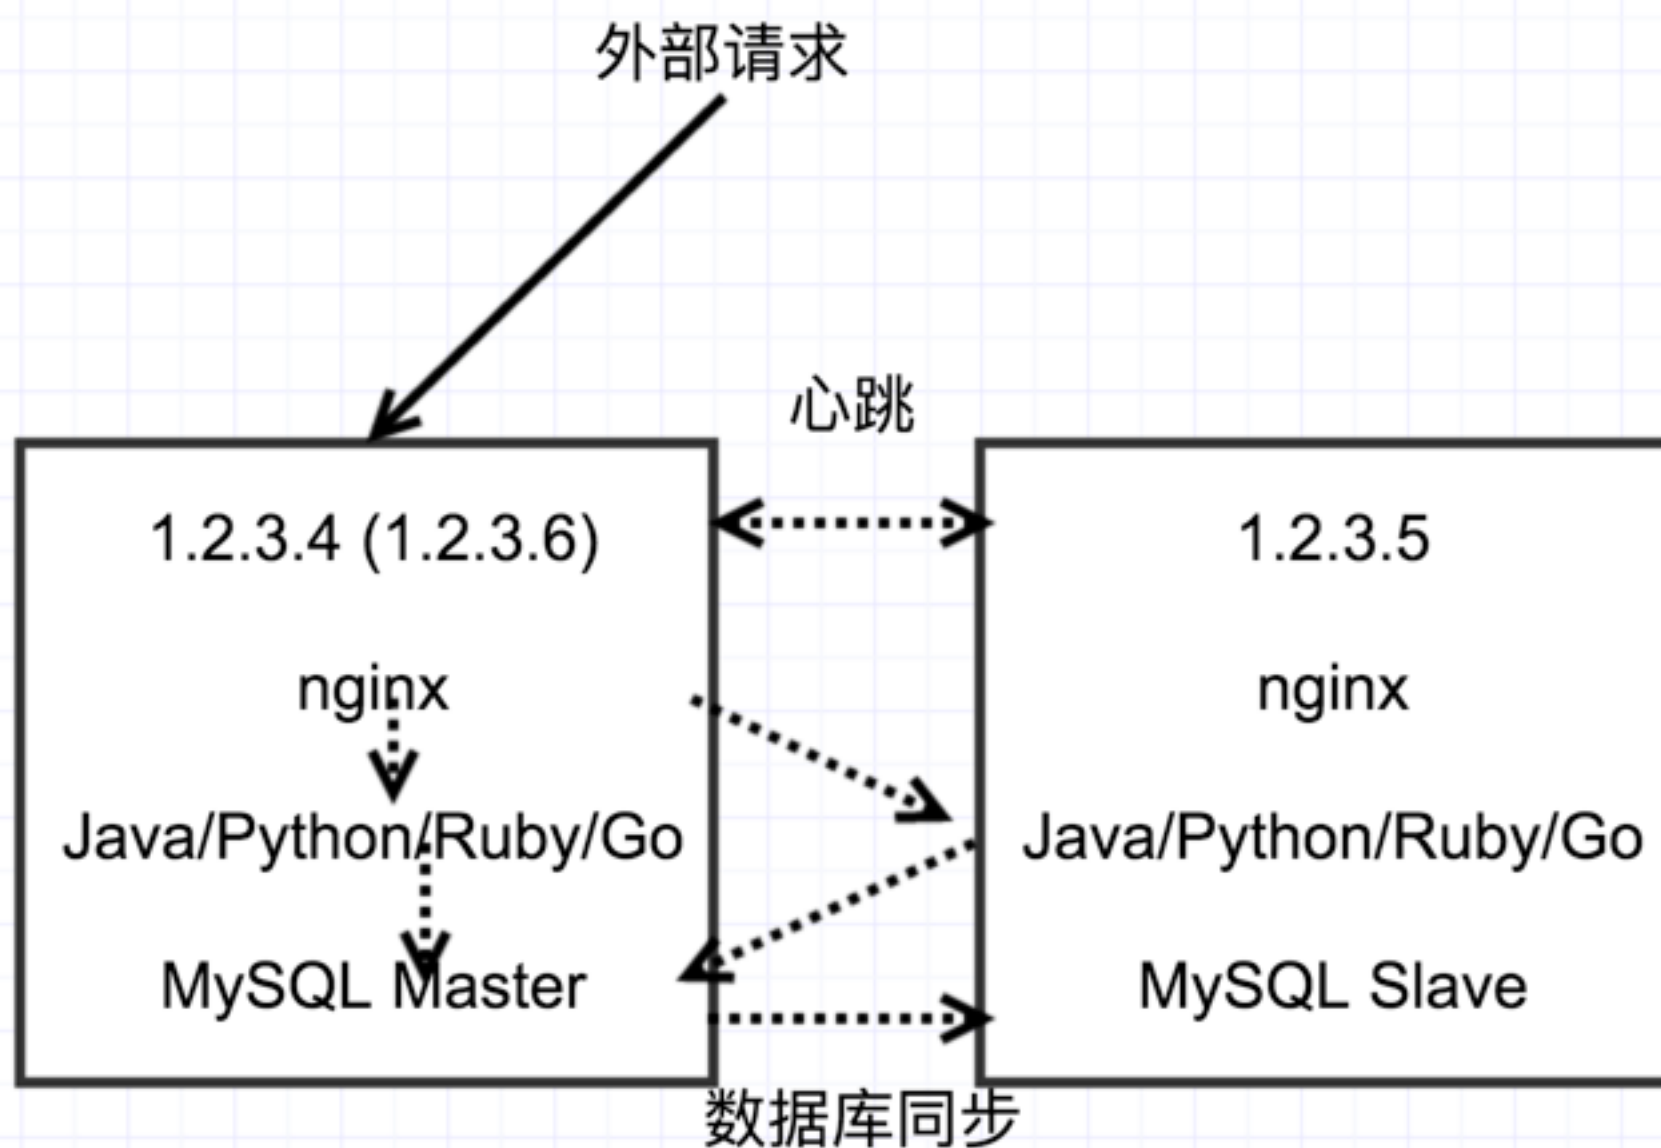 外部请求
心跳
1.2.3.4 (1.2.3.6)
nginx
Java/Python/Ruby/Go
MySQL Master
1.2.3.5
nginx
Java/Python/Ruby/Go
MySQL Slave
数据库同步